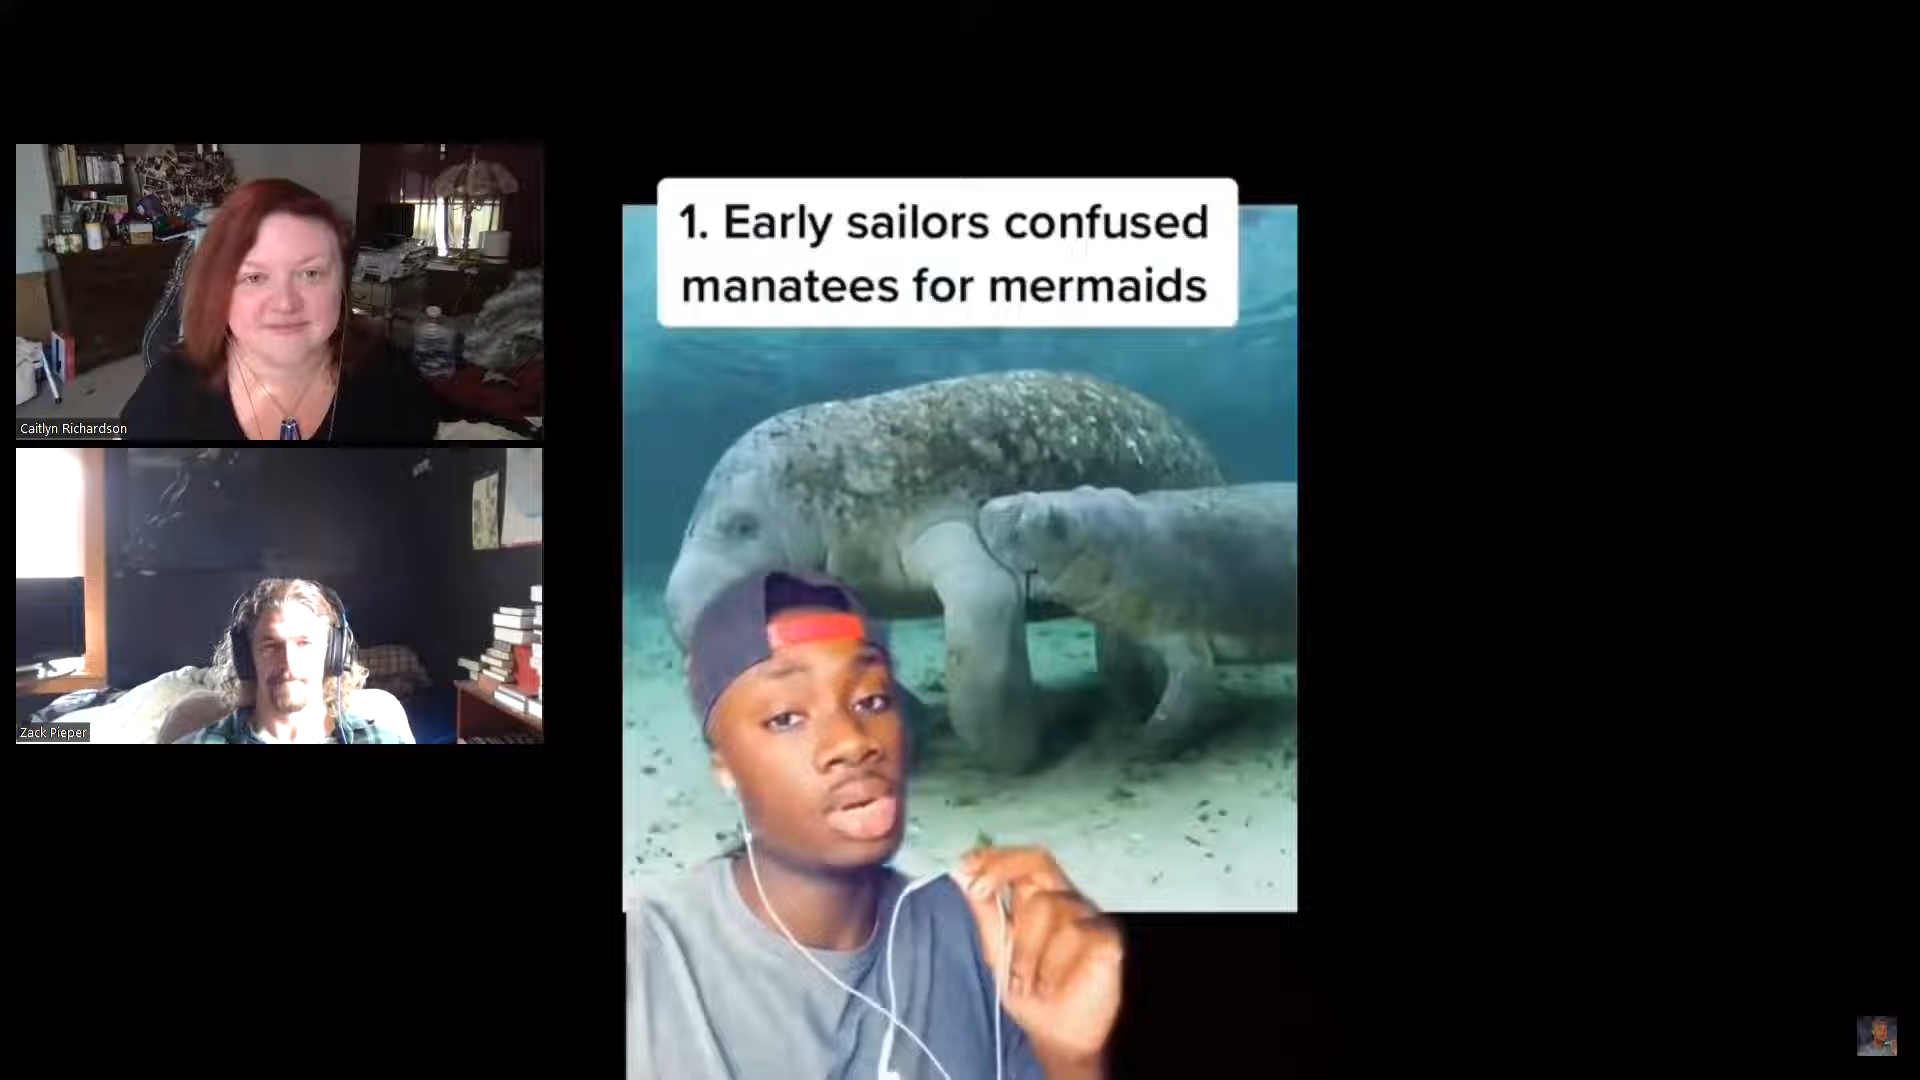 1. Early sailors confused
manatees for mermaids
Caitlyn Richardson
Zack Pieper